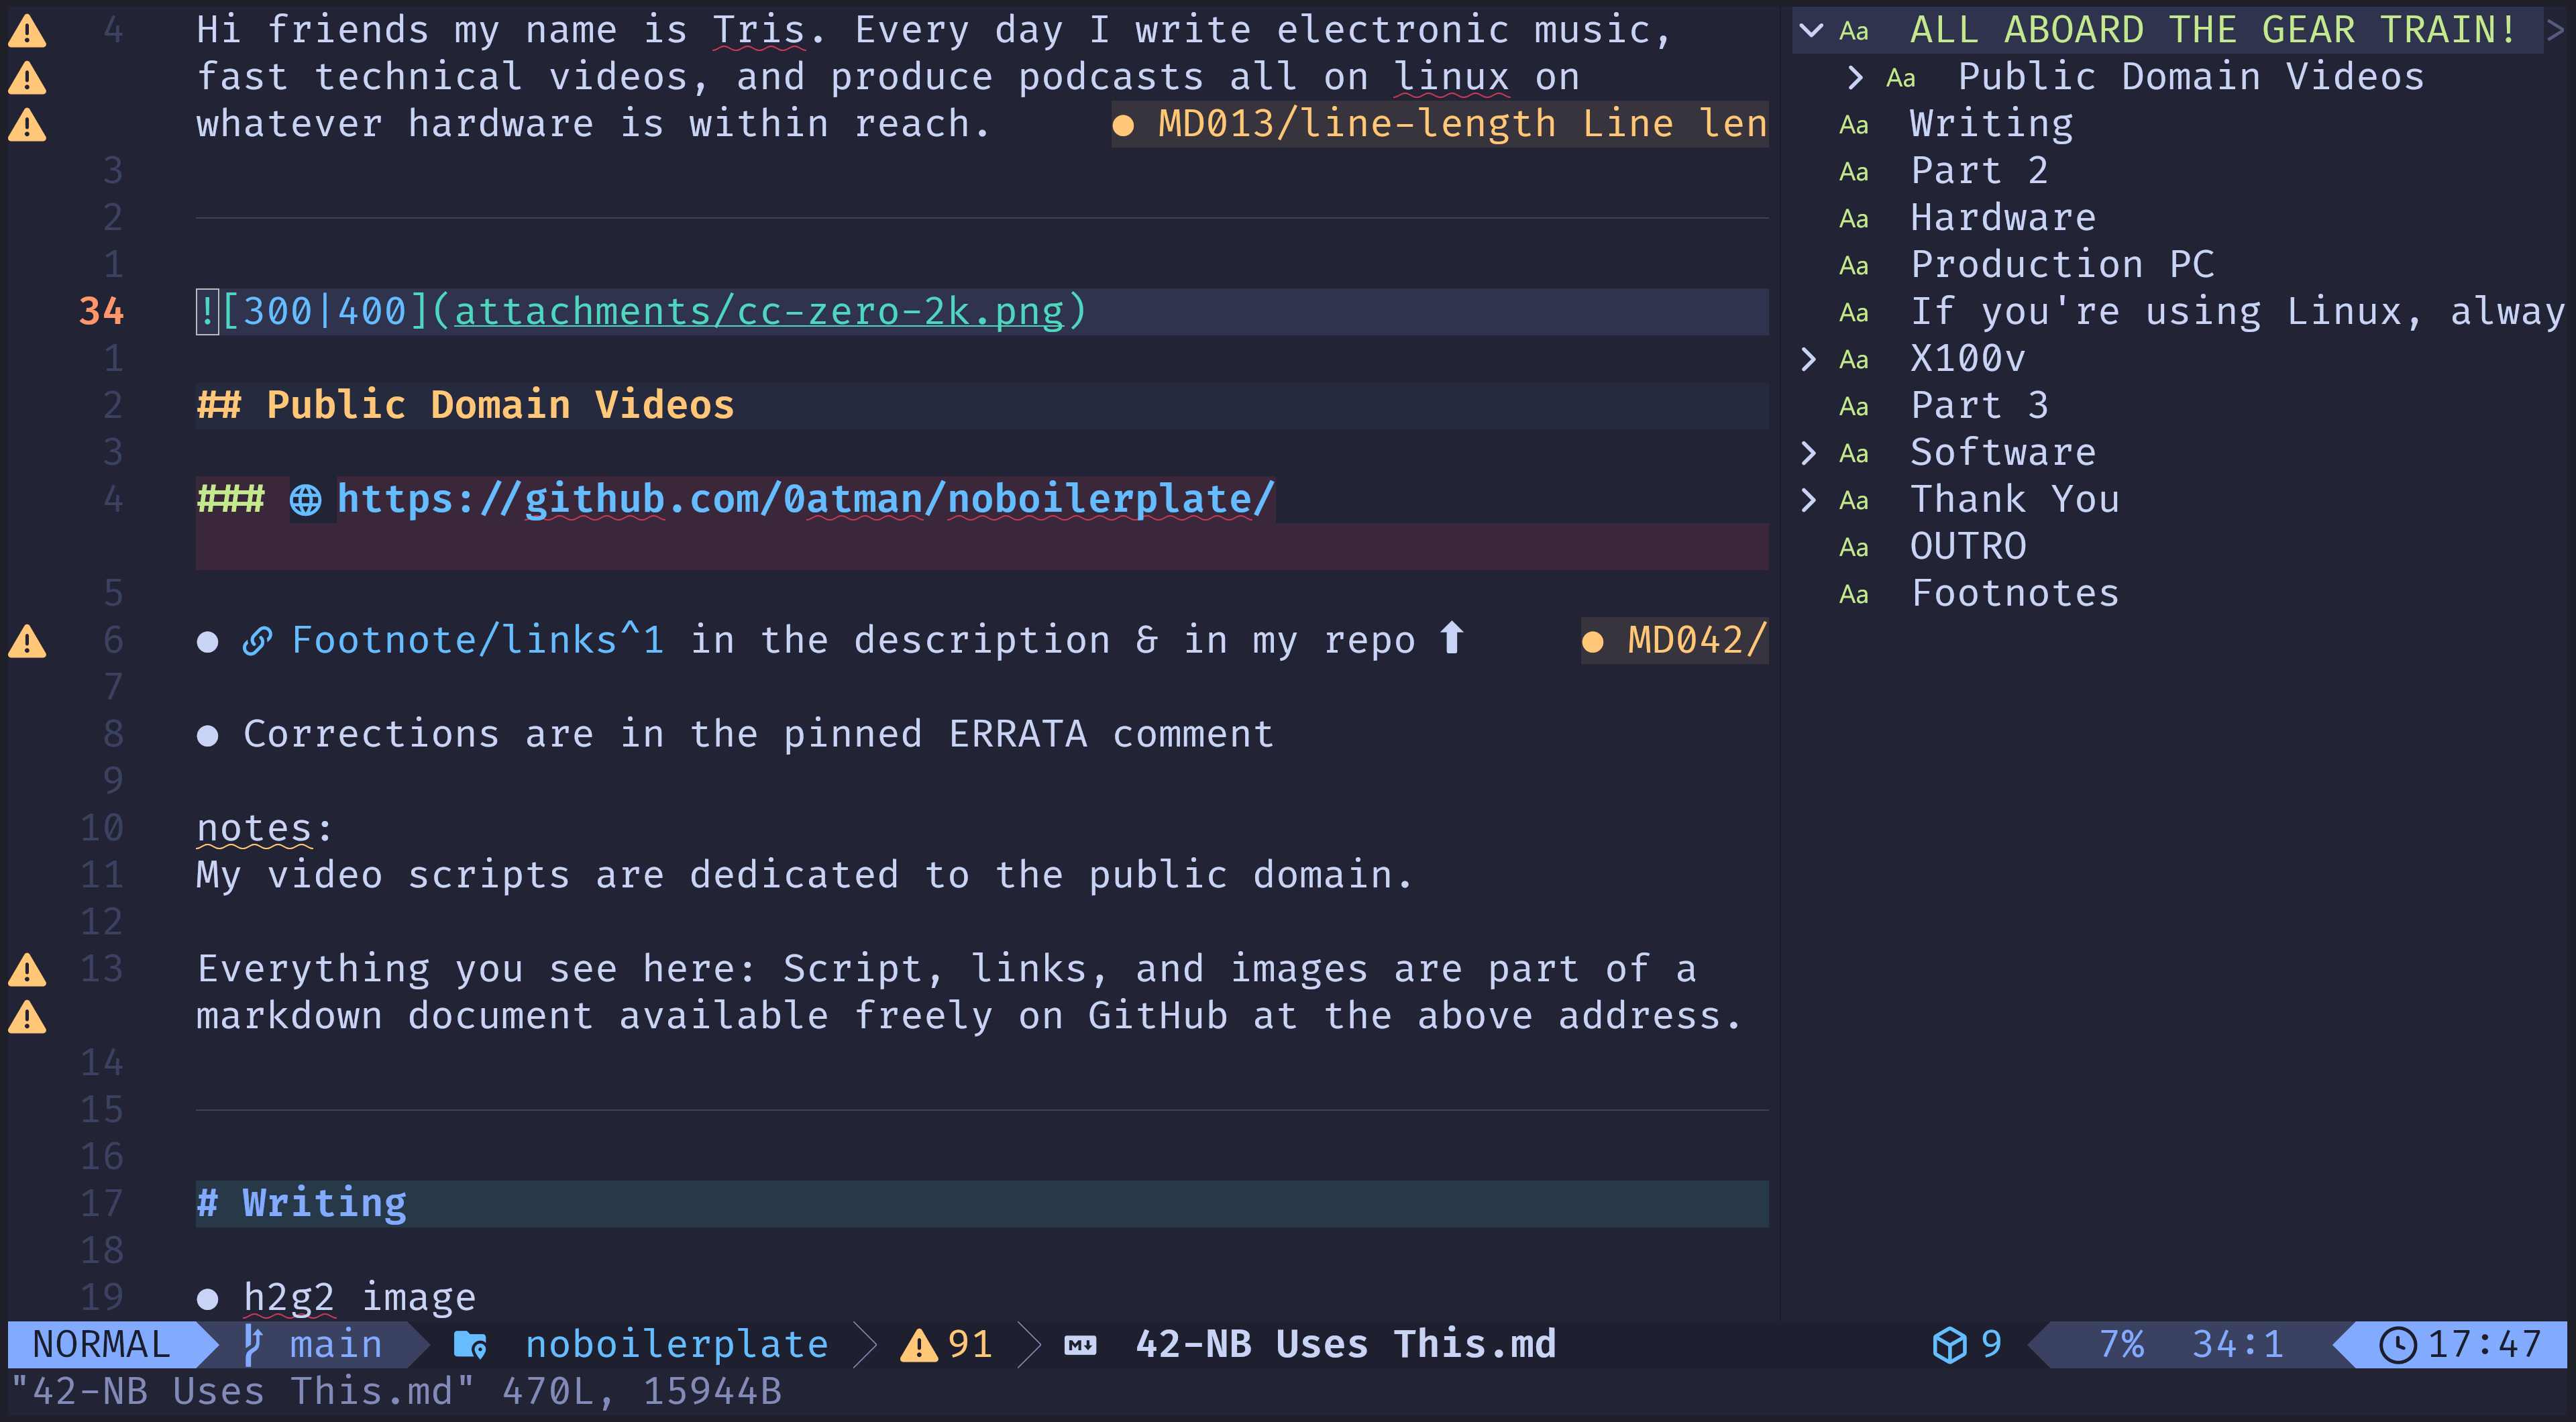 4 Hi friends my name is Tris. Every day I write electronic music,
fast technical videos, and produce podcasts all on linux on
whatever hardware is within reach. ● MD013/line-length Line len
3
2
1
34 ![300|400](attachments/cc-zero-2k.png)
1
2 ## Public Domain Videos
3
4 ### https://github.com/0atman/noboilerplate/
5
6 ● Footnote/links^1 in the description & in my repo ⬆ ● MD042/
7
8 ● Corrections are in the pinned ERRATA comment
9
10 notes:
11 My video scripts are dedicated to the public domain.
12
13 Everything you see here: Script, links, and images are part of a
markdown document available freely on GitHub at the above address.
14
15
16
17 # Writing
18
19 ● h2g2 image
Aa ALL ABOARD THE GEAR TRAIN! >
> Aa Public Domain Videos
Aa Writing
Aa Part 2
Aa Hardware
Aa Production PC
Aa If you're using Linux, alway
> Aa X100v
Aa Part 3
> Aa Software
> Aa Thank You
Aa OUTRO
Aa Footnotes
NORMAL main noboilerplate 91 M↓ 42-NB Uses This.md 9 7% 34:1 17:47
"42-NB Uses This.md" 470L, 15944B